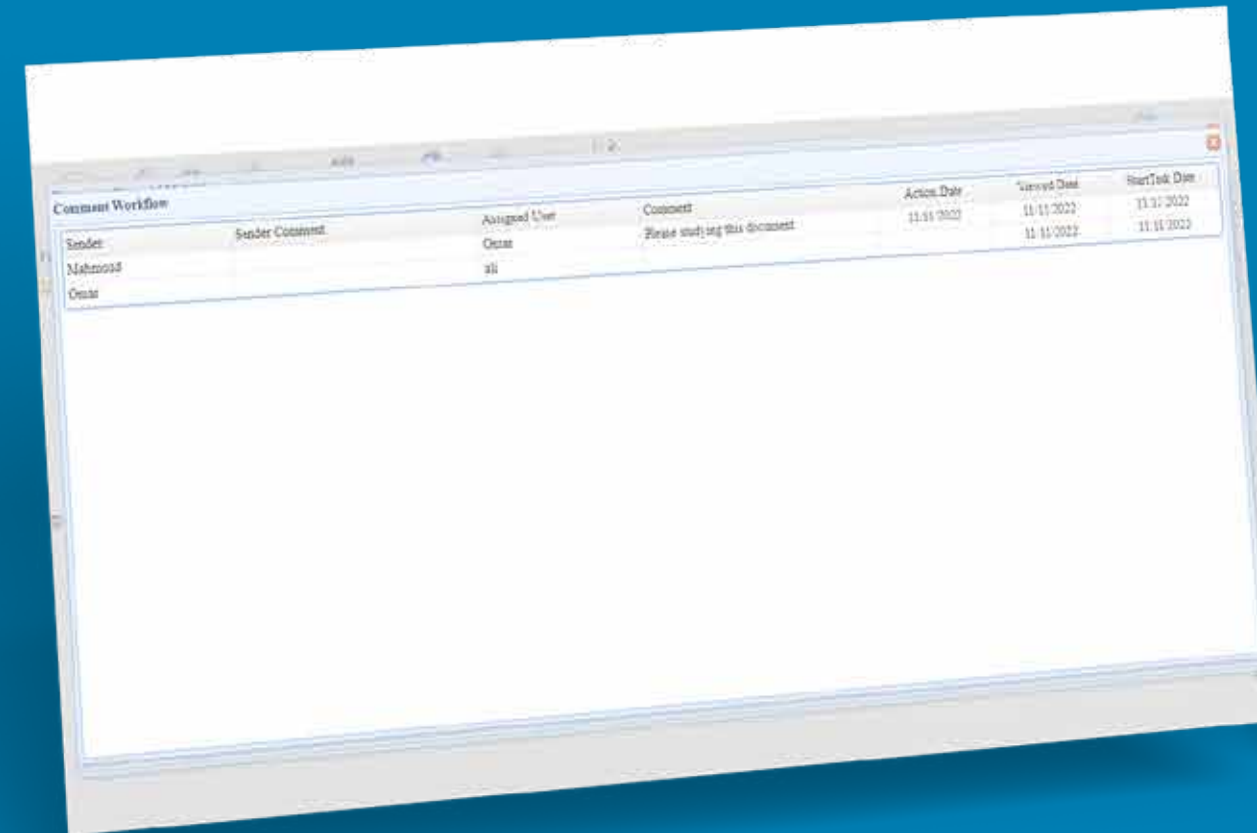 Comment Workflow
Sender Sender Comment Assigned User Comment Action Date Viewed Date StartTask Date
Mahmoud Omar Please studying this document 11/11/2022 11/11/2022 11/11/2022
Omar ali 11/11/2022 11/11/2022